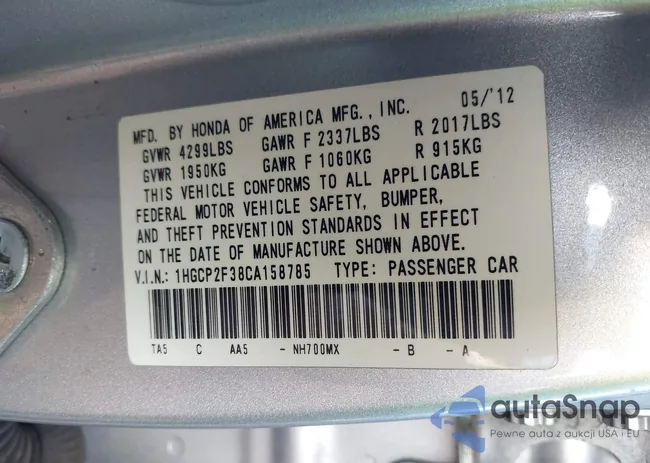 MFD. BY HONDA OF AMERICA MFG., INC. 05/'12
GVWR 4299LBS GAWR F 2337LBS R 2017LBS
GVWR 1950KG GAWR F 1060KG R 915KG
THIS VEHICLE CONFORMS TO ALL APPLICABLE
FEDERAL MOTOR VEHICLE SAFETY, BUMPER,
AND THEFT PREVENTION STANDARDS IN EFFECT
ON THE DATE OF MANUFACTURE SHOWN ABOVE.
V.I.N.: 1HGCP2F38CA158785 TYPE: PASSENGER CAR
TA5 C AA5 - NH700MX - B - A
autaSnap
Pewne auta z aukcji USA i EU